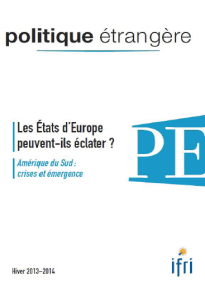 politique étrangère
Les États d'Europe
peuvent-ils éclater ?
Amérique du Sud :
crises et émergence
PE
ifri
Hiver 2013-2014